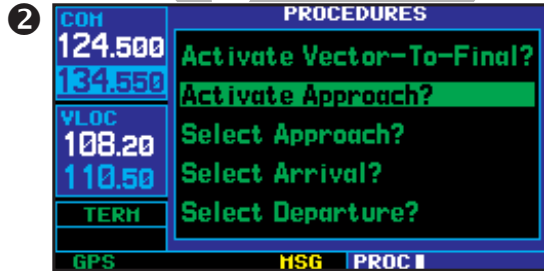 2
COM
124.500
134.550
VLOC
108.20
110.50
TERM
GPS
PROCEDURES
Activate Vector-To-Final?
Activate Approach?
Select Approach?
Select Arrival?
Select Departure?
MSG PROC